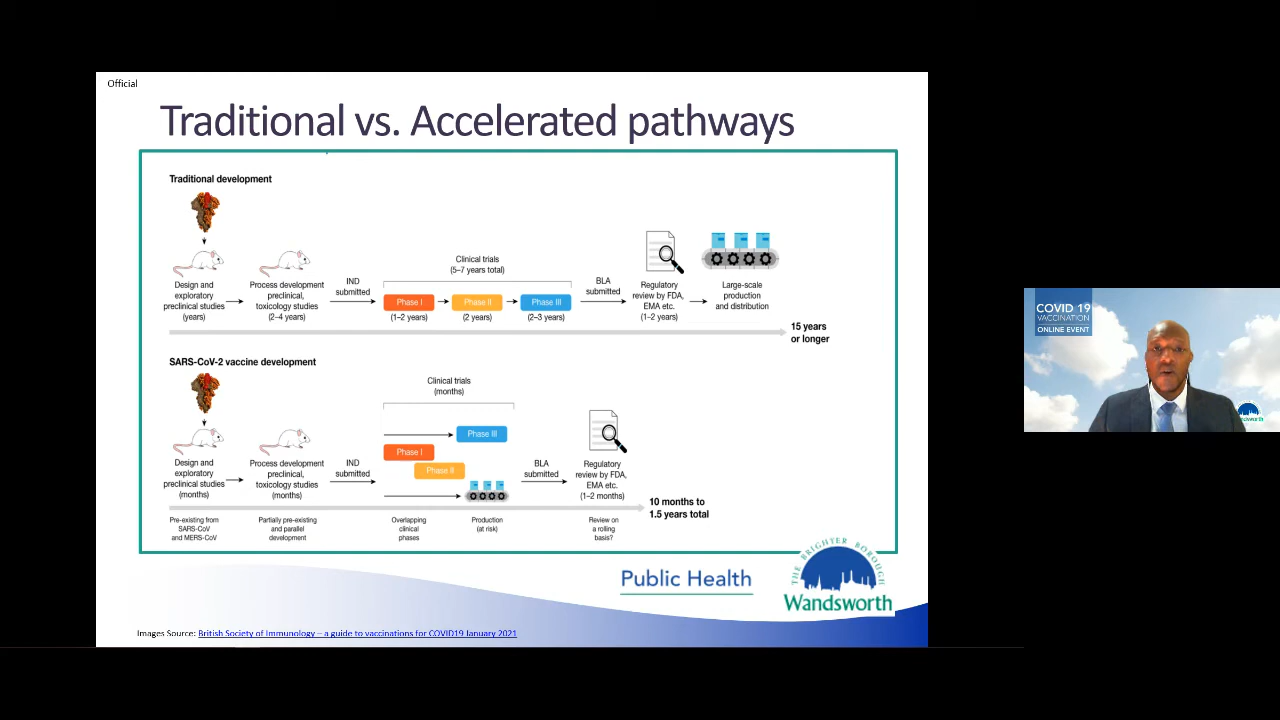 Official
Traditional vs. Accelerated pathways
Traditional development
Design and
exploratory
preclinical studies
(years)
Process development
preclinical,
toxicology studies
(2–4 years)
IND
submitted
Clinical trials
(5–7 years total)
Phase I
(1–2 years)
Phase II
(2 years)
Phase III
(2–3 years)
BLA
submitted
Regulatory
review by FDA,
EMA etc.
(1–2 years)
Large-scale
production
and distribution
15 years
or longer
SARS-CoV-2 vaccine development
Design and
exploratory
preclinical studies
(months)
Process development
preclinical,
toxicology studies
(months)
IND
submitted
Clinical trials
(months)
Phase III
Phase I
Phase II
BLA
submitted
Regulatory
review by FDA,
EMA etc.
(1–2 months)
10 months to
1.5 years total
Pre-existing from
SARS-CoV
and MERS-CoV
Partially pre-existing
and parallel
development
Overlapping
clinical
phases
Production
(at risk)
Review on
a rolling
basis?
Public Health
THE BRIGHTER BOROUGH
Wandsworth
Images Source: British Society of Immunology – a guide to vaccinations for COVID19 January 2021
COVID 19
VACCINATION
ONLINE EVENT